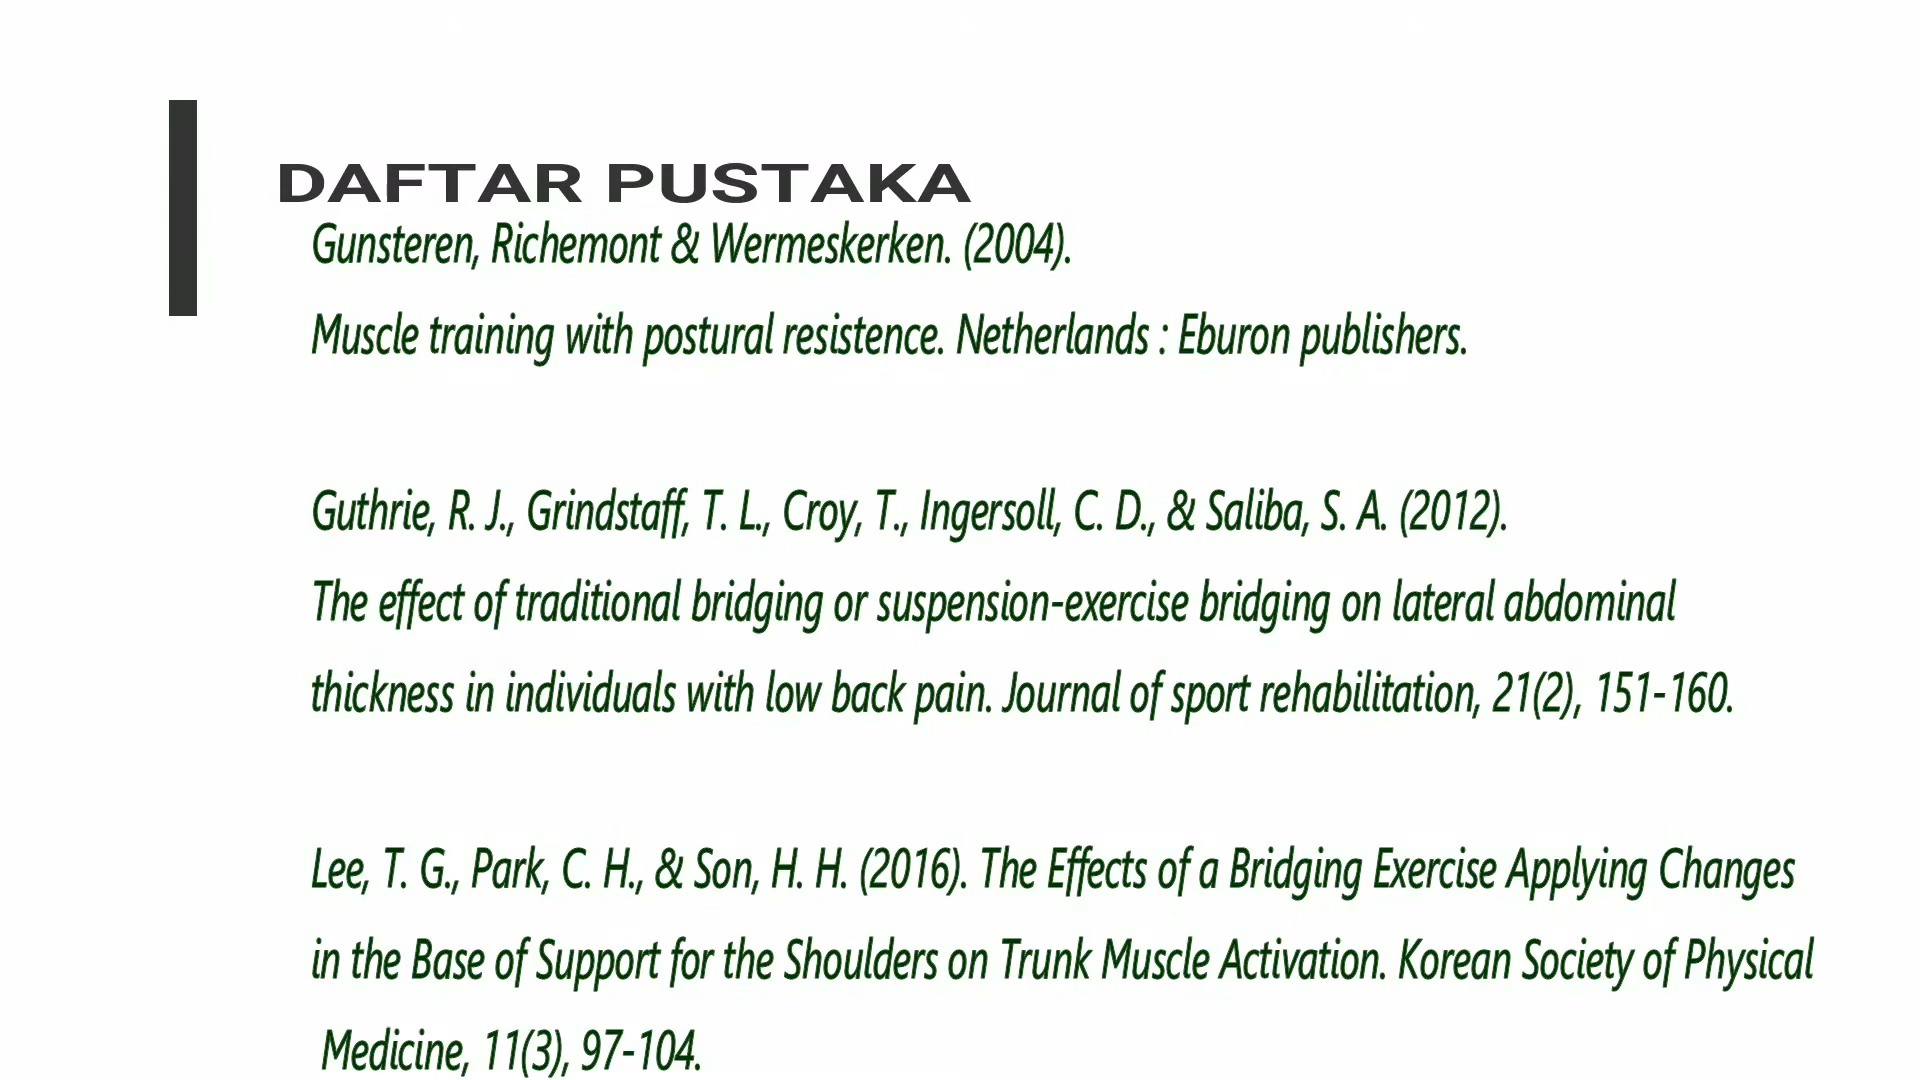 DAFTAR PUSTAKA
Gunsteren, Richemont & Wermeskerken. (2004).
Muscle training with postural resistence. Netherlands : Eburon publishers.
Guthrie, R. J., Grindstaff, T. L., Croy, T., Ingersoll, C. D., & Saliba, S. A. (2012).
The effect of traditional bridging or suspension-exercise bridging on lateral abdominal
thickness in individuals with low back pain. Journal of sport rehabilitation, 21(2), 151-160.
Lee, T. G., Park, C. H., & Son, H. H. (2016). The Effects of a Bridging Exercise Applying Changes
in the Base of Support for the Shoulders on Trunk Muscle Activation. Korean Society of Physical
Medicine, 11(3), 97-104.